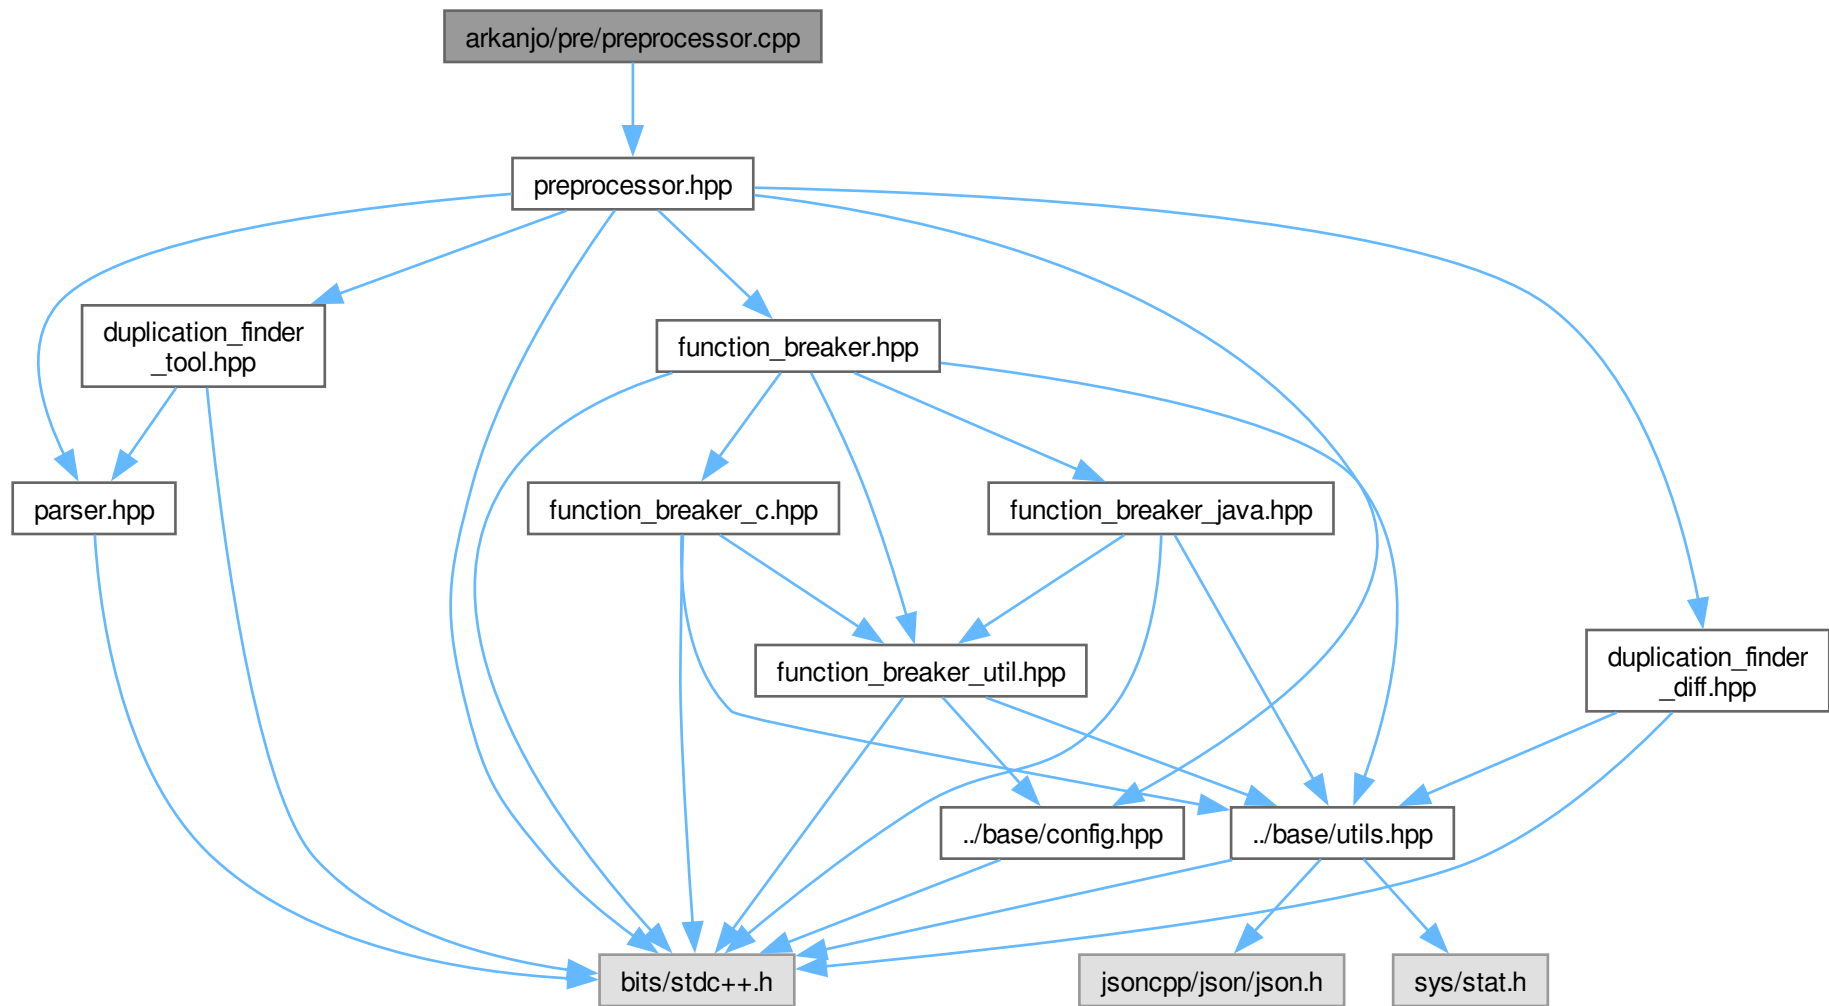 arkanjo/pre/preprocessor.cpp
preprocessor.hpp
duplication_finder
_tool.hpp
function_breaker.hpp
parser.hpp
function_breaker_c.hpp
function_breaker_java.hpp
function_breaker_util.hpp
duplication_finder
_diff.hpp
../base/config.hpp
../base/utils.hpp
bits/stdc++.h
jsoncpp/json/json.h
sys/stat.h